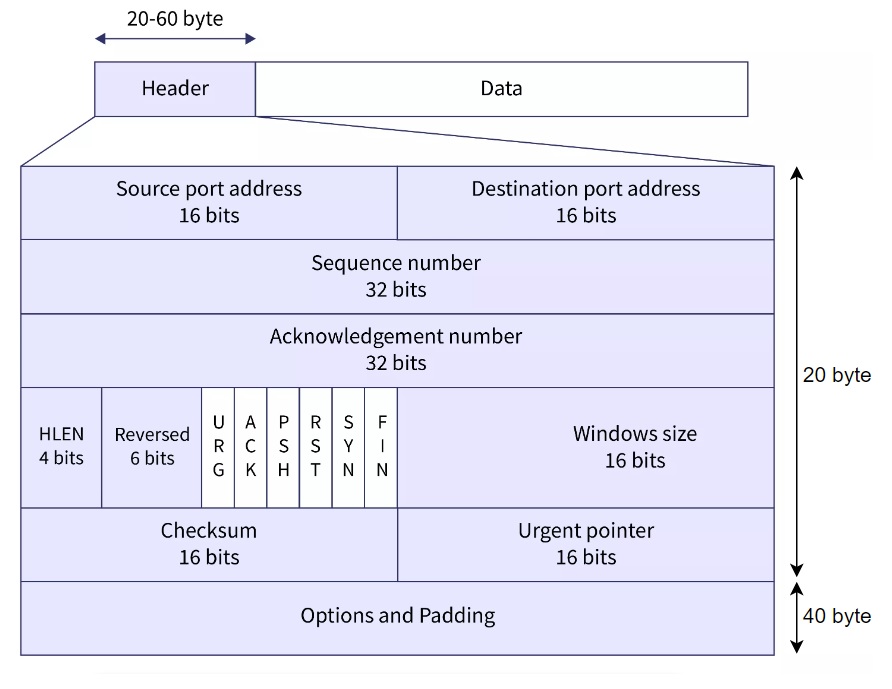 20-60 byte
Header
Data
Source port address
16 bits
Destination port address
16 bits
Sequence number
32 bits
Acknowledgement number
32 bits
HLEN
4 bits
Reversed
6 bits
URG
ACK
PSH
RST
SYN
FIN
Windows size
16 bits
20 byte
Checksum
16 bits
Urgent pointer
16 bits
Options and Padding
40 byte